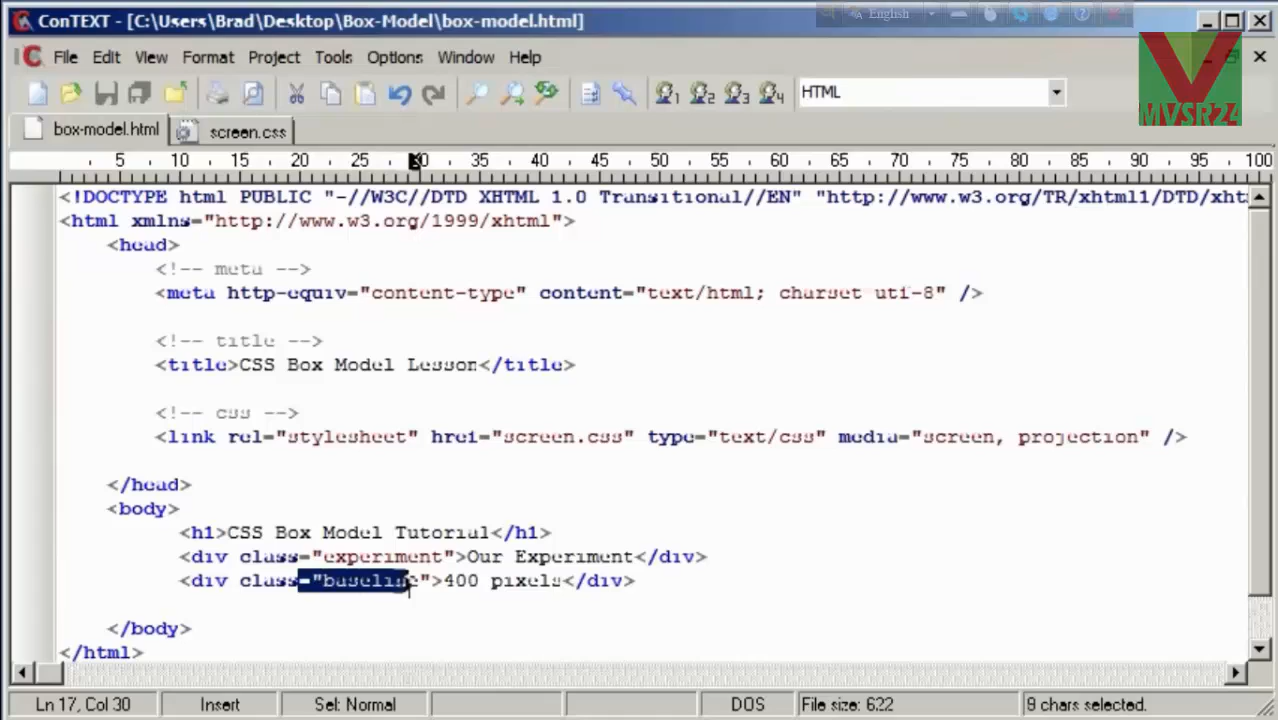 ConTEXT - [C:\Users\Brad\Desktop\Box-Model\box-model.html]
English
File Edit View Format Project Tools Options Window Help
1 2 3 4 HTML
MVSR24
box-model.html screen.css
5 10 15 20 25 30 35 40 45 50 55 60 65 70 75 80 85 90 95 100
<!DOCTYPE html PUBLIC "-//W3C//DTD XHTML 1.0 Transitional//EN" "http://www.w3.org/TR/xhtml1/DTD/xht
<html xmlns="http://www.w3.org/1999/xhtml">
<head>
<!-- meta -->
<meta http-equiv="content-type" content="text/html; charset utf-8" />
<!-- title -->
<title>CSS Box Model Lesson</title>
<!-- css -->
<link rel="stylesheet" href="screen.css" type="text/css" media="screen, projection" />
</head>
<body>
<h1>CSS Box Model Tutorial</h1>
<div class="experiment">Our Experiment</div>
<div class="baseline">400 pixels</div>
</body>
</html>
Ln 17, Col 30 Insert Sel: Normal DOS File size: 622 9 chars selected.